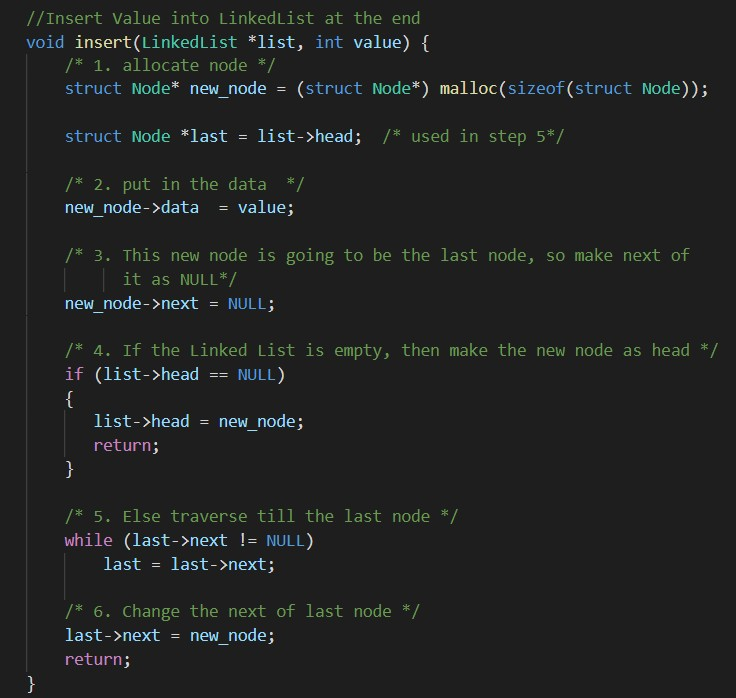 //Insert Value into LinkedList at the end
void insert(LinkedList *list, int value) {
    /* 1. allocate node */
    struct Node* new_node = (struct Node*) malloc(sizeof(struct Node));

    struct Node *last = list->head;  /* used in step 5*/

    /* 2. put in the data  */
    new_node->data  = value;

    /* 3. This new node is going to be the last node, so make next of
          it as NULL*/
    new_node->next = NULL;

    /* 4. If the Linked List is empty, then make the new node as head */
    if (list->head == NULL)
    {
       list->head = new_node;
       return;
    }

    /* 5. Else traverse till the last node */
    while (last->next != NULL)
        last = last->next;

    /* 6. Change the next of last node */
    last->next = new_node;
    return;
}